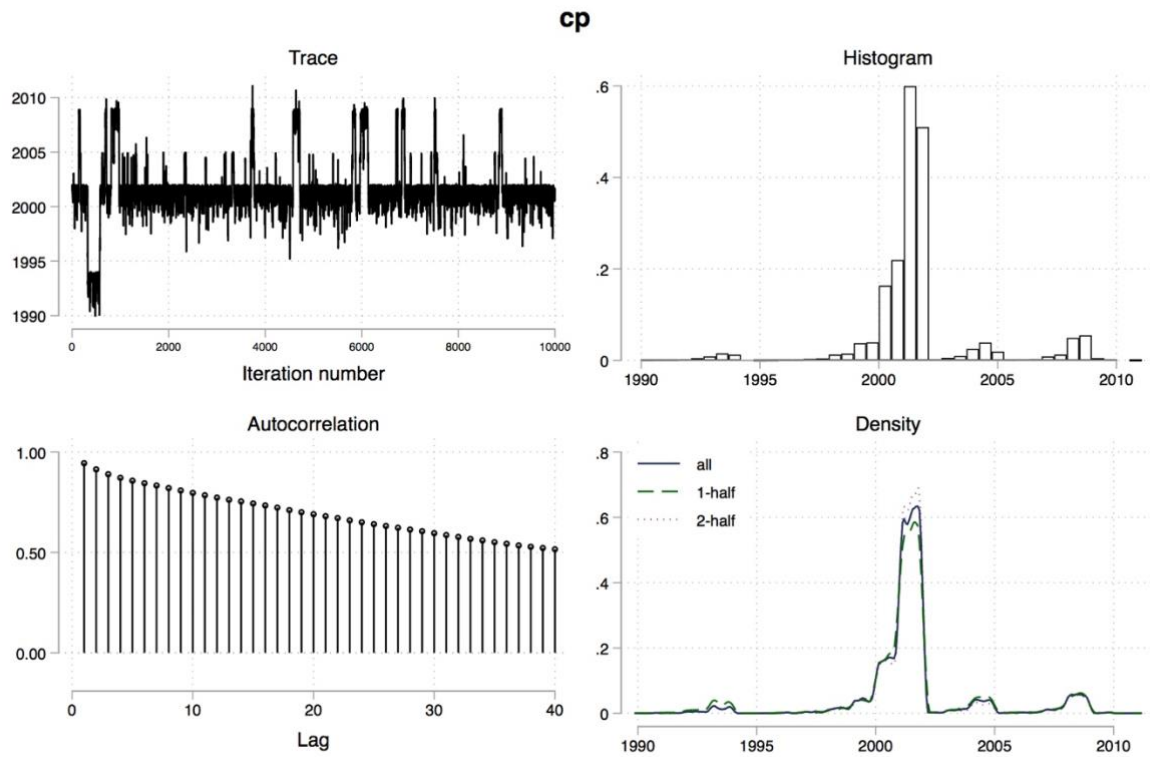 cp
Trace
2010
2005
2000
1995
1990
0 2000 4000 6000 8000 10000
Iteration number
Histogram
.6
.4
.2
0
1990 1995 2000 2005 2010
Autocorrelation
1.00
0.50
0.00
0 10 20 30 40
Lag
Density
.8
.6
.4
.2
0
all
1-half
2-half
1990 1995 2000 2005 2010